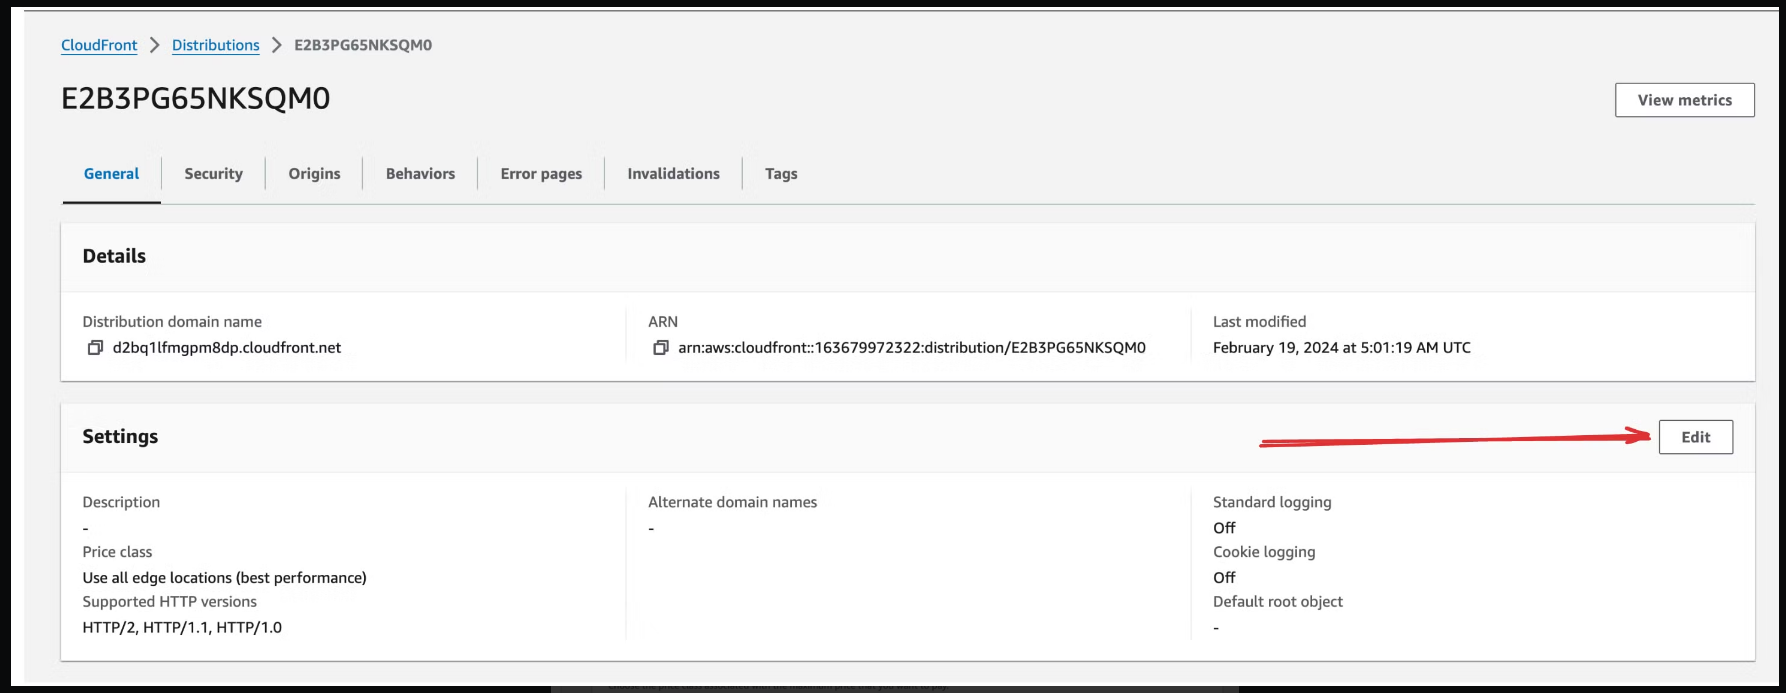 CloudFront > Distributions > E2B3PG65NKSQM0
E2B3PG65NKSQM0
View metrics
General Security Origins Behaviors Error pages Invalidations Tags
Details
Distribution domain name
d2bq1lfmgpm8dp.cloudfront.net
ARN
arn:aws:cloudfront::163679972322:distribution/E2B3PG65NKSQM0
Last modified
February 19, 2024 at 5:01:19 AM UTC
Settings
Edit
Description
-
Price class
Use all edge locations (best performance)
Supported HTTP versions
HTTP/2, HTTP/1.1, HTTP/1.0
Alternate domain names
-
Standard logging
Off
Cookie logging
Off
Default root object
-